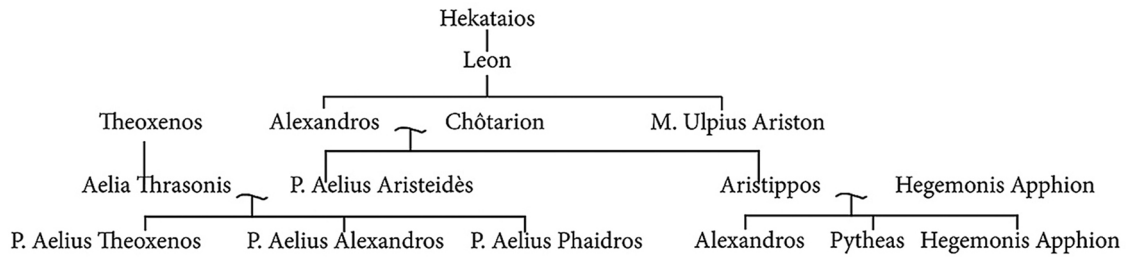 Hekataios
Leon
Theoxenos Alexandros Chôtarion M. Ulpius Ariston
Aelia Thrasonis P. Aelius Aristeidès Aristippos Hegemonis Apphion
P. Aelius Theoxenos P. Aelius Alexandros P. Aelius Phaidros Alexandros Pytheas Hegemonis Apphion